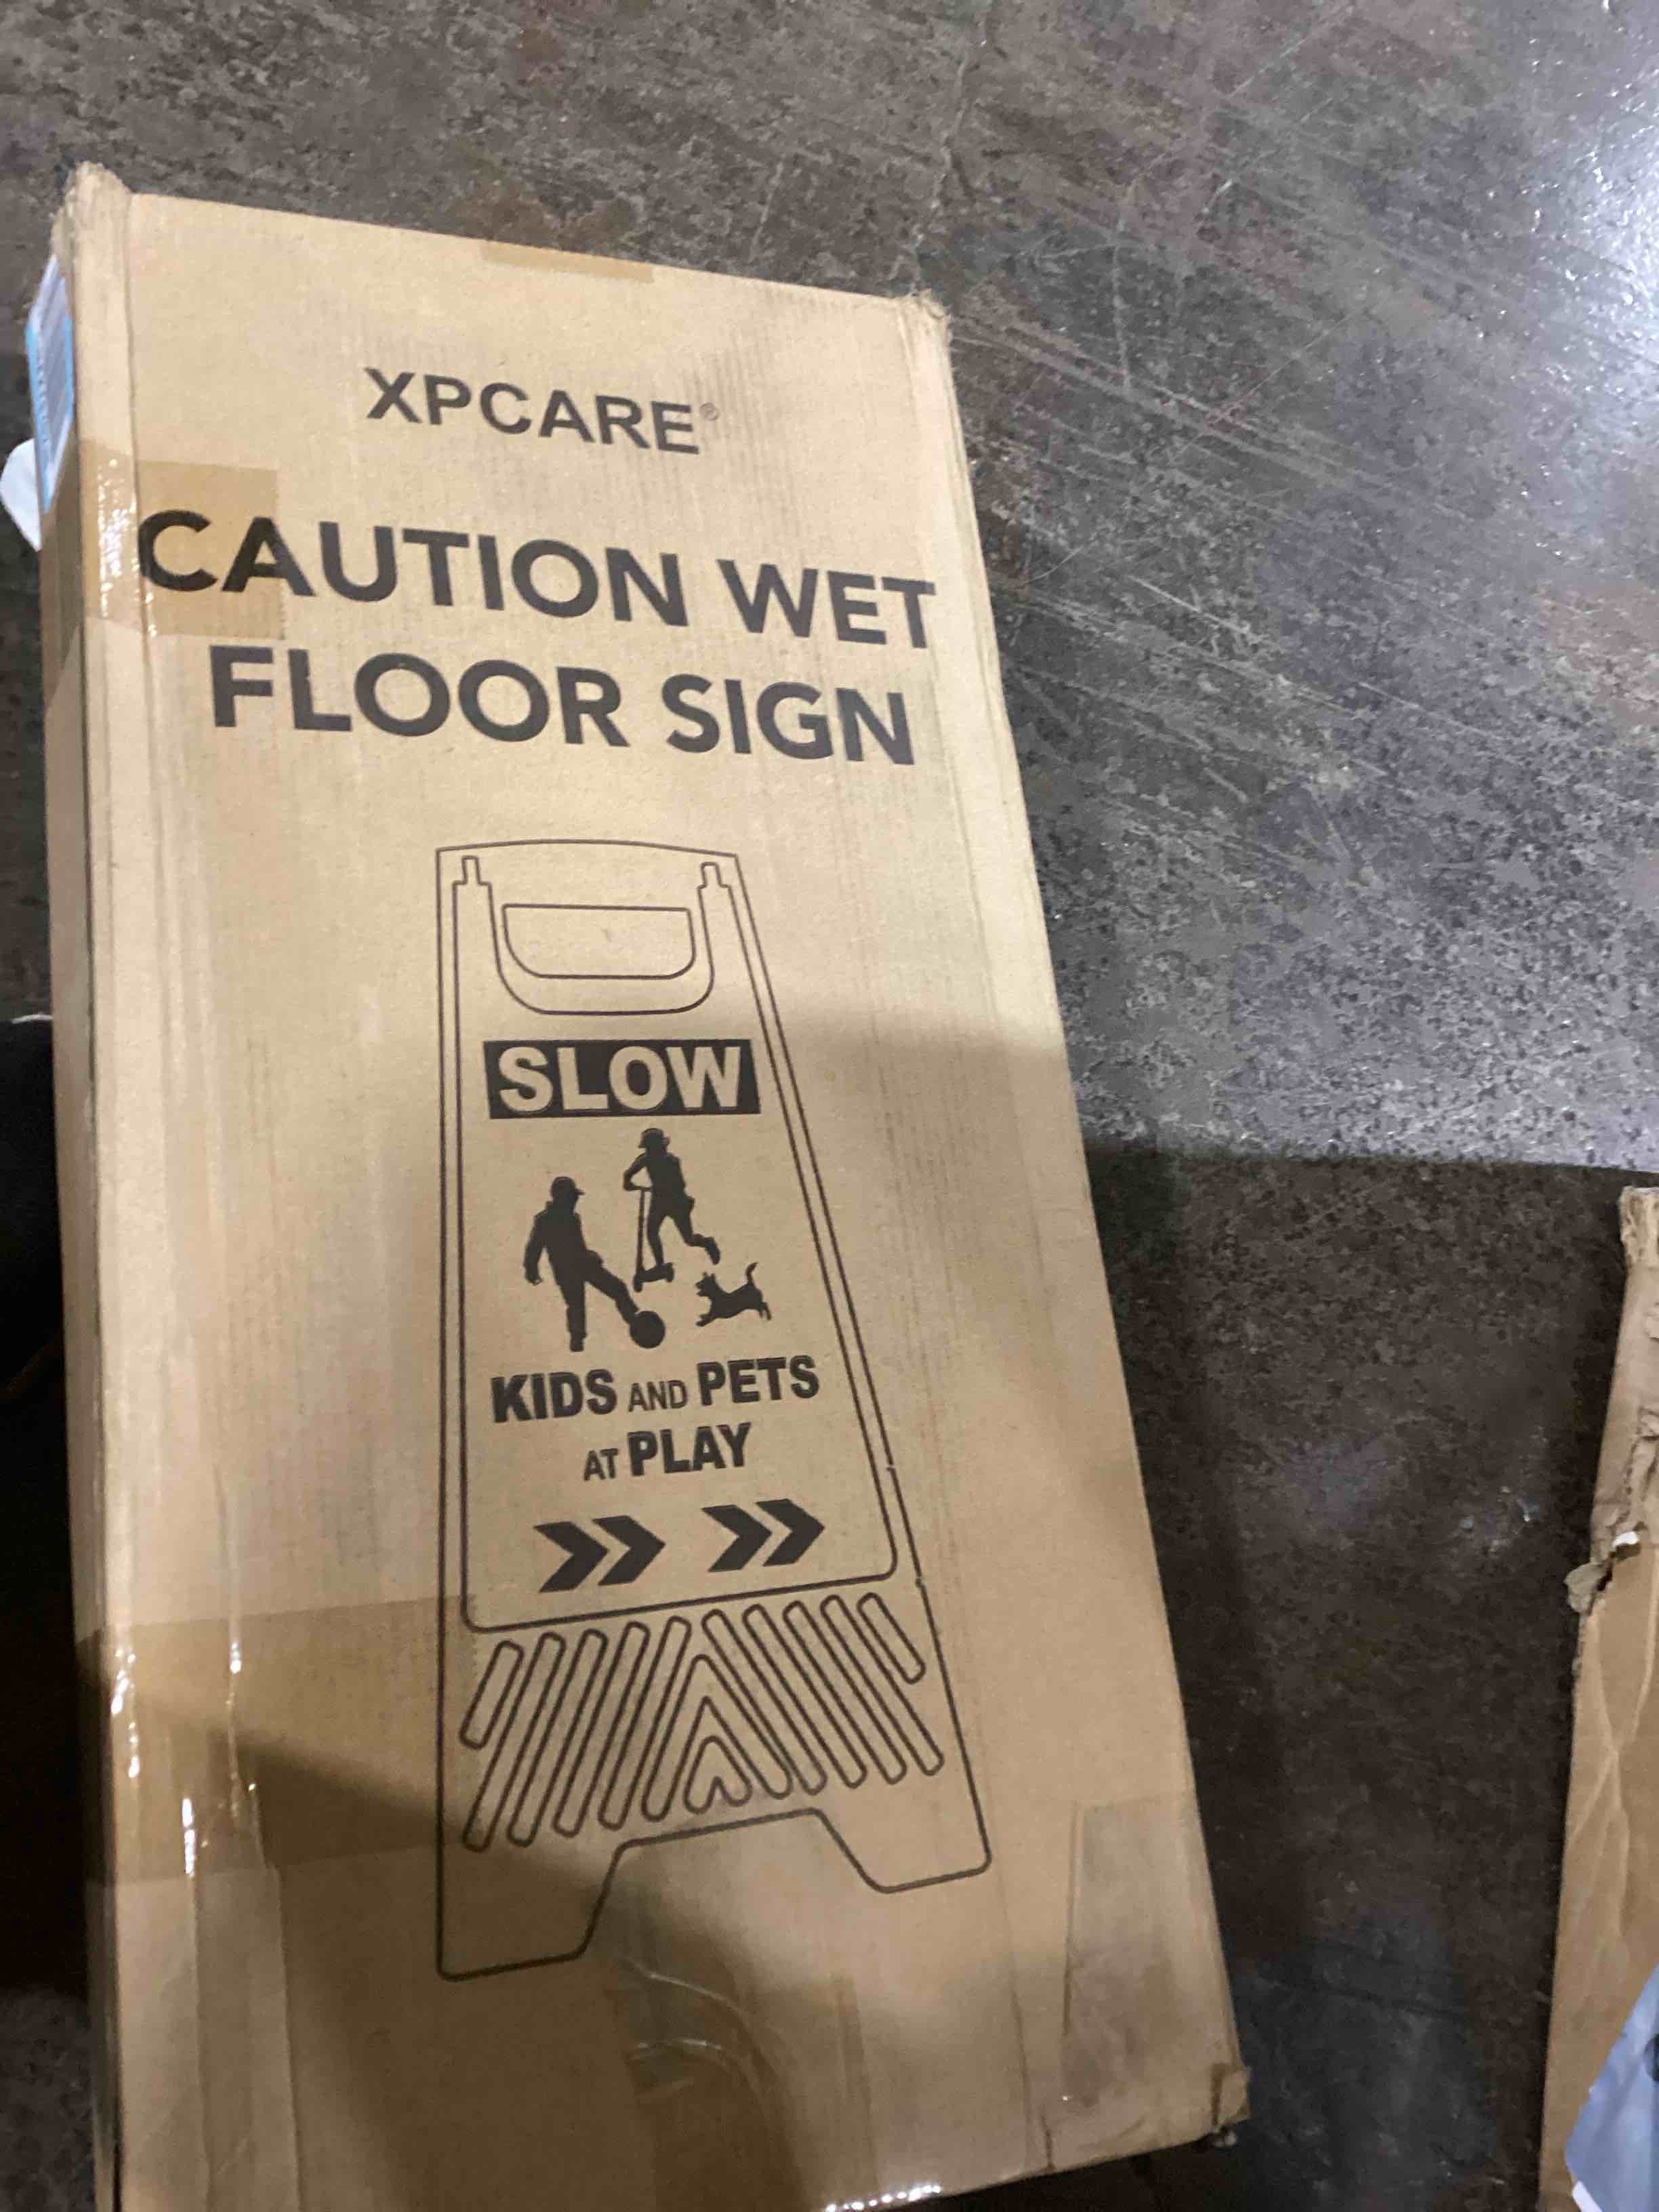 XPCARE®
CAUTION WET
FLOOR SIGN
SLOW
KIDS AND PETS
AT PLAY